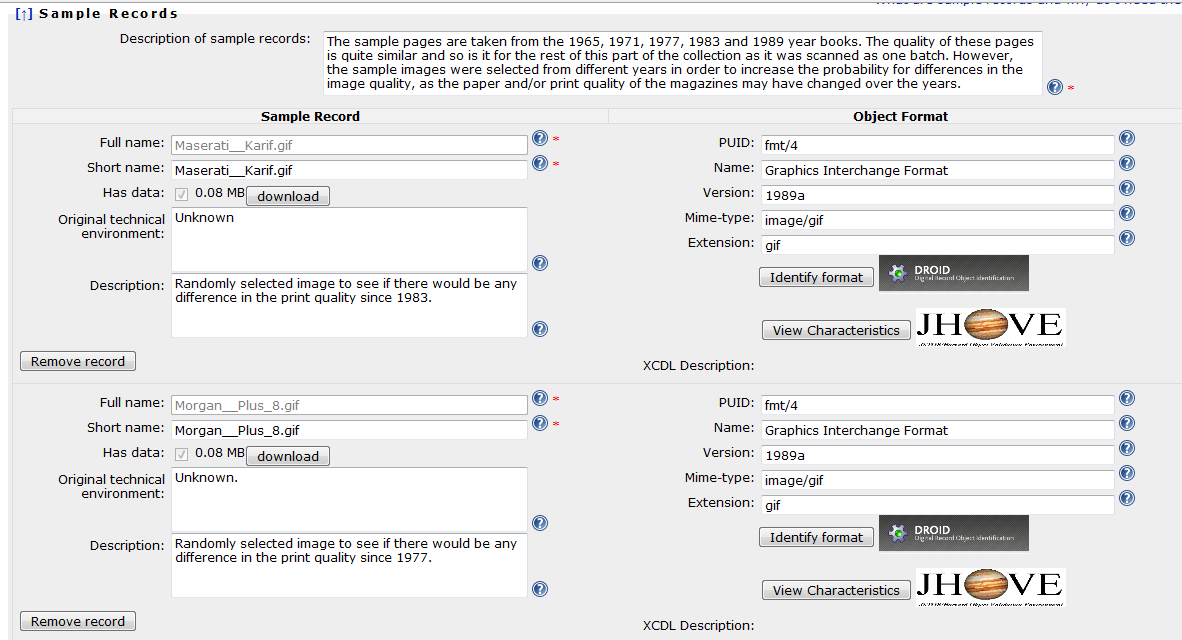 [↑] Sample Records
Description of sample records:
The sample pages are taken from the 1965, 1971, 1977, 1983 and 1989 year books. The quality of these pages
is quite similar and so is it for the rest of this part of the collection as it was scanned as one batch. However,
the sample images were selected from different years in order to increase the probability for differences in the
image quality, as the paper and/or print quality of the magazines may have changed over the years.
*
Sample Record
Full name: Maserati__Karif.gif *
Short name: Maserati__Karif.gif *
Has data: 0.08 MB download
Original technical
environment:
Unknown
Description:
Randomly selected image to see if there would be any
difference in the print quality since 1983.
Remove record
Object Format
PUID: fmt/4
Name: Graphics Interchange Format
Version: 1989a
Mime-type: image/gif
Extension: gif
Identify format
DROID
Digital Record Object Identification
View Characteristics
JHOVE
XCDL Description:
Full name: Morgan__Plus_8.gif *
Short name: Morgan__Plus_8.gif *
Has data: 0.08 MB download
Original technical
environment:
Unknown.
Description:
Randomly selected image to see if there would be any
difference in the print quality since 1977.
Remove record
PUID: fmt/4
Name: Graphics Interchange Format
Version: 1989a
Mime-type: image/gif
Extension: gif
Identify format
DROID
Digital Record Object Identification
View Characteristics
JHOVE
XCDL Description: